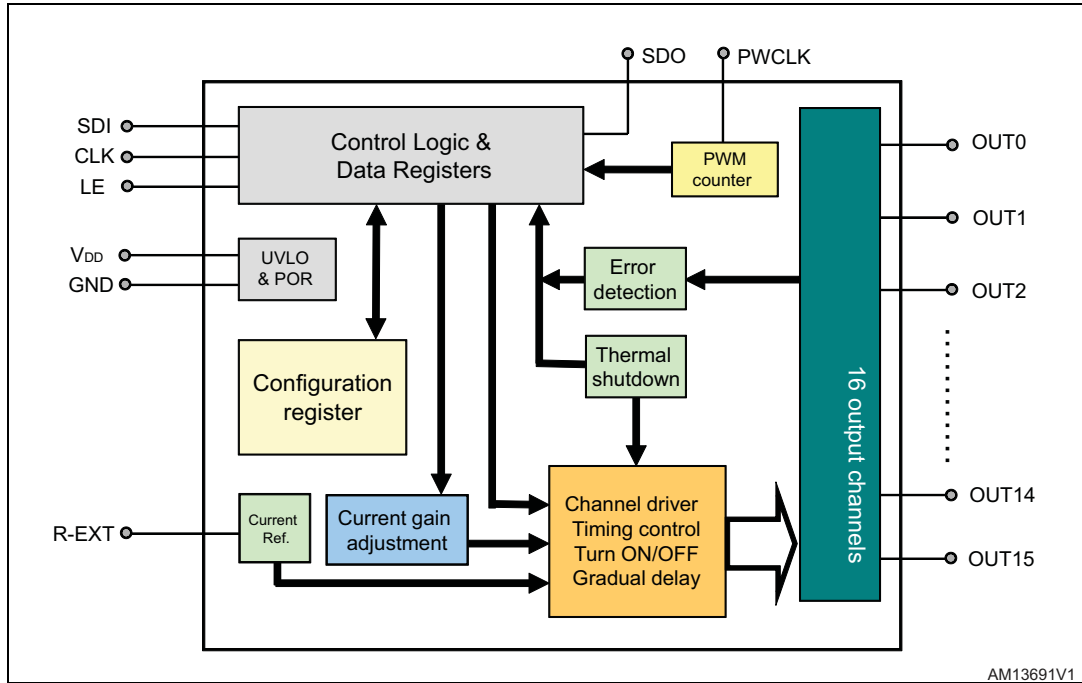 SDO
PWCLK
SDI
CLK
LE
Control Logic &
Data Registers
PWM
counter
OUT0
OUT1
VDD
GND
UVLO
& POR
Error
detection
OUT2
Thermal
shutdown
Configuration
register
16 output channels
R-EXT
Current
Ref.
Current gain
adjustment
Channel driver
Timing control
Turn ON/OFF
Gradual delay
OUT14
OUT15
AM13691V1